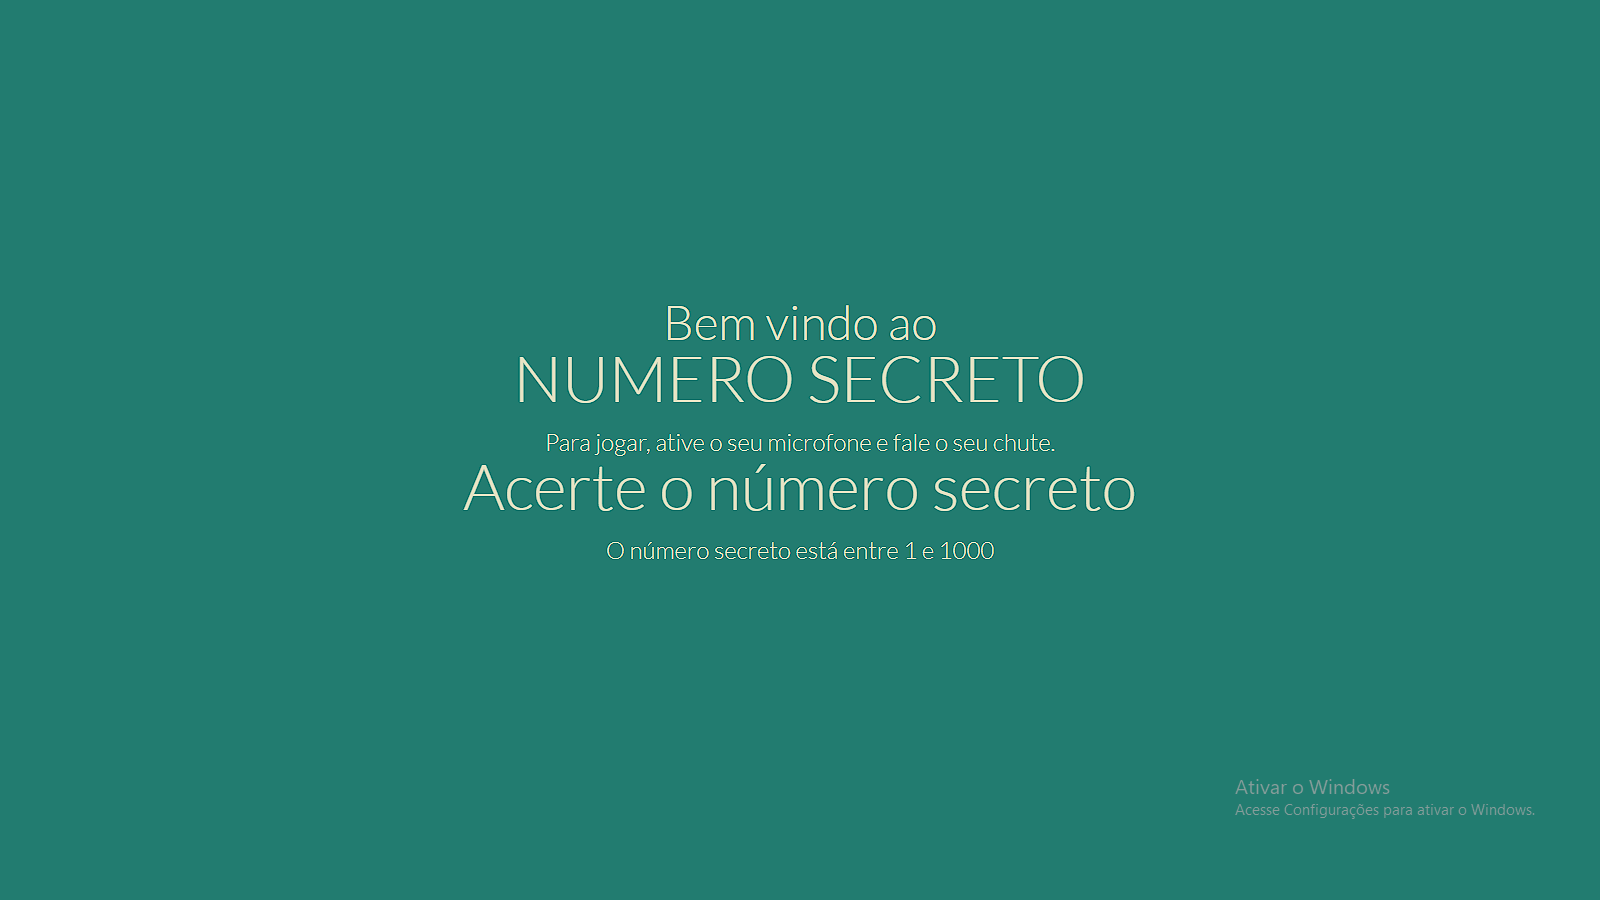 Bem vindo ao
NUMERO SECRETO
Para jogar, ative o seu microfone e fale o seu chute.
Acerte o número secreto
O número secreto está entre 1 e 1000
Ativar o Windows
Acesse Configurações para ativar o Windows.